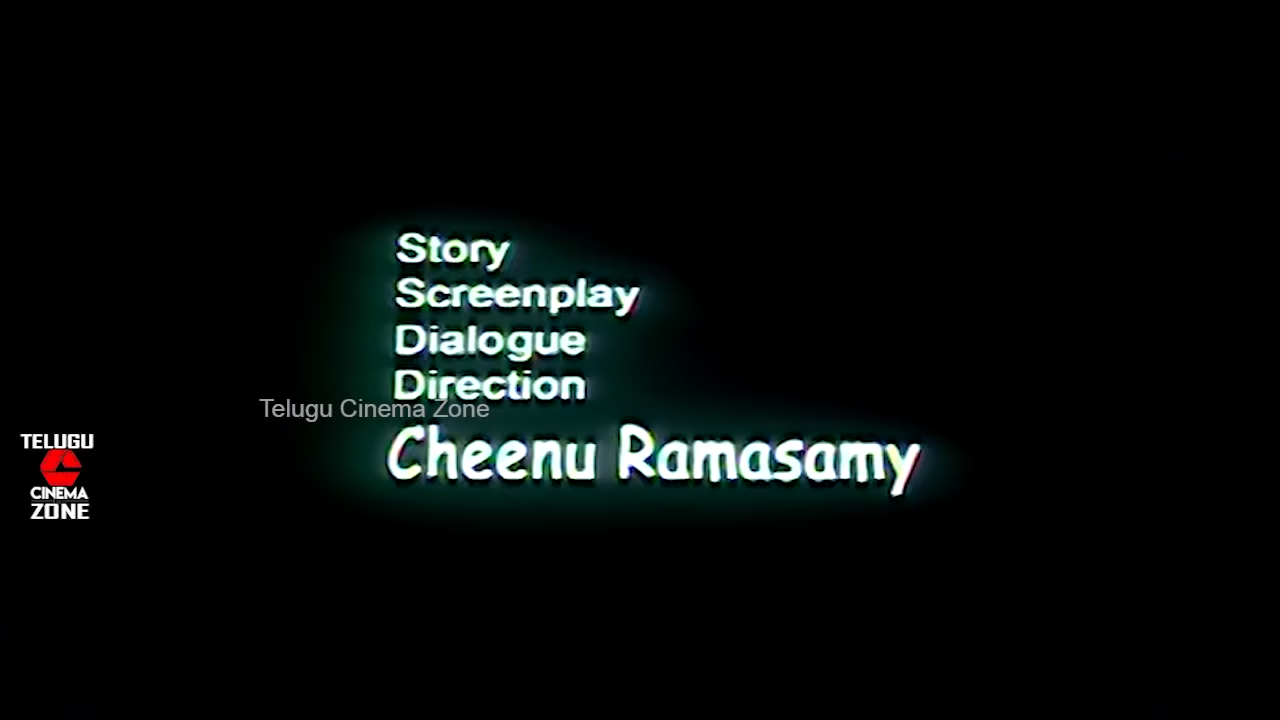 Story
Screenplay
Dialogue
Direction
Telugu Cinema Zone
Cheenu Ramasamy
TELUGU
CINEMA
ZONE